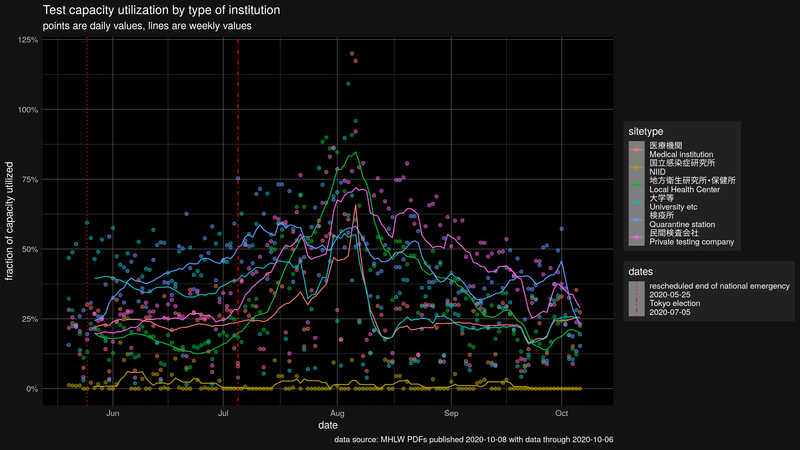 Test capacity utilization by type of institution
points are daily values, lines are weekly values
125%
100%
75%
50%
25%
0%
fraction of capacity utilized
Jun
Jul
Aug
Sep
Oct
date
sitetype
医療機関
Medical institution
国立感染症研究所
NIID
地方衛生研究所・保健所
Local Health Center
大学等
University etc
検疫所
Quarantine station
民間検査会社
Private testing company
dates
rescheduled end of national emergency
2020-05-25
Tokyo election
2020-07-05
data source: MHLW PDFs published 2020-10-08 with data through 2020-10-06